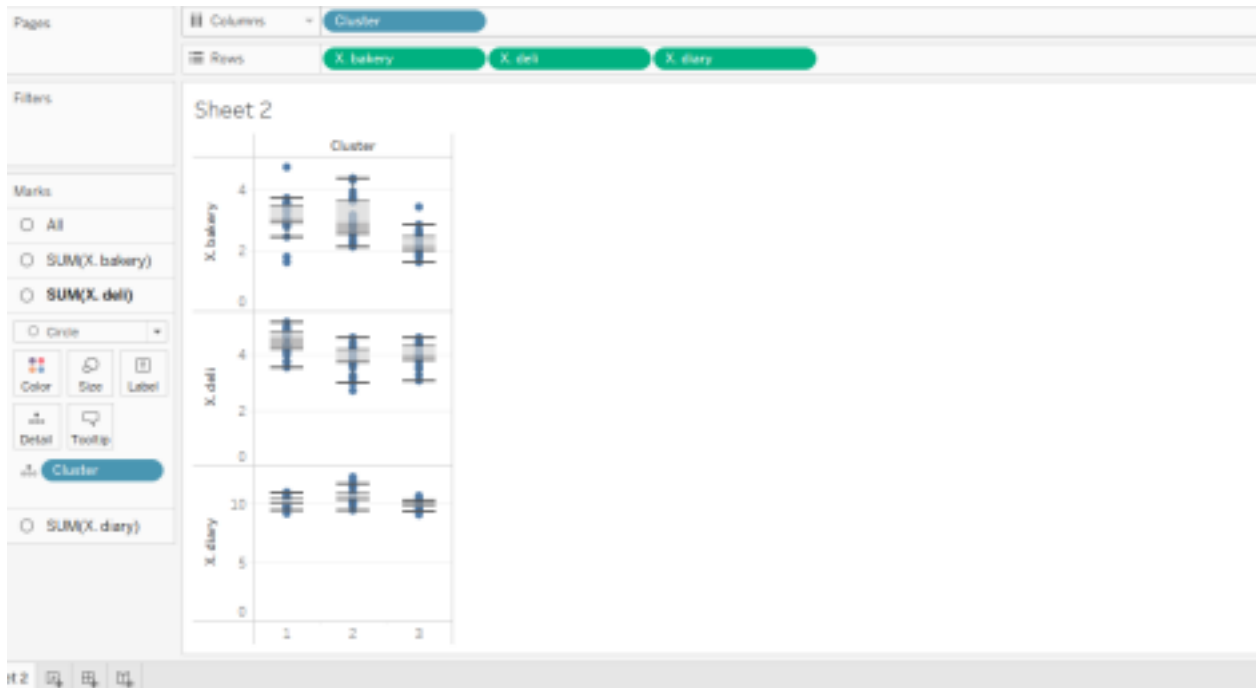 Pages
Columns
Cluster
Rows
X. bakery
X. deli
X. diary
Filters
Sheet 2
Cluster
Marks
All
SUM(X. bakery)
SUM(X. deli)
Circle
Color
Size
Label
Detail
Tooltip
Cluster
SUM(X. diary)
X. bakery
4
2
0
X. deli
4
2
0
X. diary
10
5
0
1
2
3
et 2